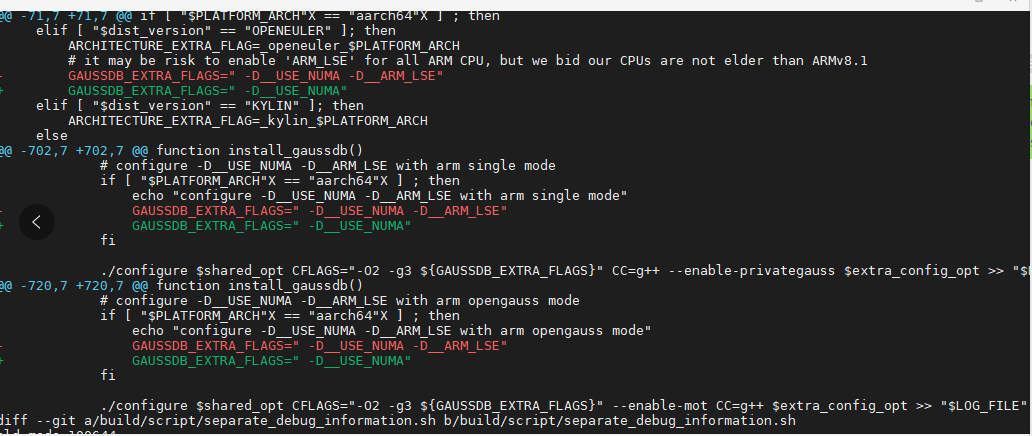 @@ -71,7 +71,7 @@ if [ "$PLATFORM_ARCH"X == "aarch64"X ] ; then
    elif [ "$dist_version" == "OPENEULER" ]; then
        ARCHITECTURE_EXTRA_FLAG=_openeuler_$PLATFORM_ARCH
        # it may be risk to enable 'ARM_LSE' for all ARM CPU, but we bid our CPUs are not elder than ARMv8.1
-       GAUSSDB_EXTRA_FLAGS=" -D__USE_NUMA -D__ARM_LSE"
+       GAUSSDB_EXTRA_FLAGS=" -D__USE_NUMA"
    elif [ "$dist_version" == "KYLIN" ]; then
        ARCHITECTURE_EXTRA_FLAG=_kylin_$PLATFORM_ARCH
    else
@@ -702,7 +702,7 @@ function install_gaussdb()
            # configure -D__USE_NUMA -D__ARM_LSE with arm single mode
            if [ "$PLATFORM_ARCH"X == "aarch64"X ] ; then
                echo "configure -D__USE_NUMA -D__ARM_LSE with arm single mode"
-               GAUSSDB_EXTRA_FLAGS=" -D__USE_NUMA -D__ARM_LSE"
+               GAUSSDB_EXTRA_FLAGS=" -D__USE_NUMA"
            fi
            ./configure $shared_opt CFLAGS="-O2 -g3 ${GAUSSDB_EXTRA_FLAGS}" CC=g++ --enable-privategauss $extra_config_opt >>
@@ -720,7 +720,7 @@ function install_gaussdb()
            # configure -D__USE_NUMA -D__ARM_LSE with arm opengauss mode
            if [ "$PLATFORM_ARCH"X == "aarch64"X ] ; then
                echo "configure -D__USE_NUMA -D__ARM_LSE with arm opengauss mode"
-               GAUSSDB_EXTRA_FLAGS=" -D__USE_NUMA -D__ARM_LSE"
+               GAUSSDB_EXTRA_FLAGS=" -D__USE_NUMA"
            fi
            ./configure $shared_opt CFLAGS="-O2 -g3 ${GAUSSDB_EXTRA_FLAGS}" --enable-mot CC=g++ $extra_config_opt >> "$LOG_FILE"
diff --git a/build/script/separate_debug_information.sh b/build/script/separate_debug_information.sh